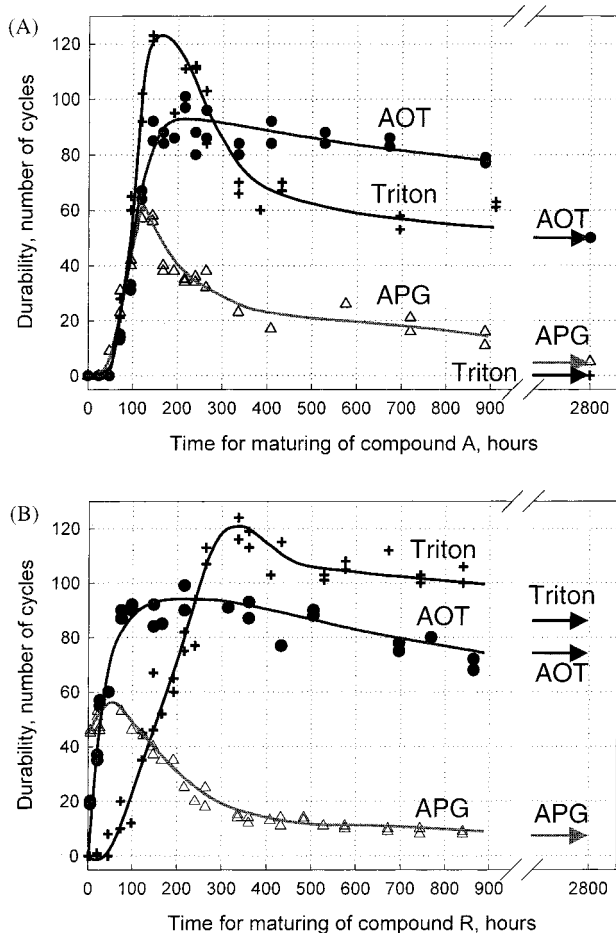 (A)
Durability, number of cycles
120
100
80
60
40
20
0
AOT
Triton
APG
AOT
APG
Triton
0 100 200 300 400 500 600 700 800 900 2800
Time for maturing of compound A, hours
(B)
Durability, number of cycles
120
100
80
60
40
20
0
Triton
AOT
APG
Triton
AOT
APG
0 100 200 300 400 500 600 700 800 900 2800
Time for maturing of compound R, hours